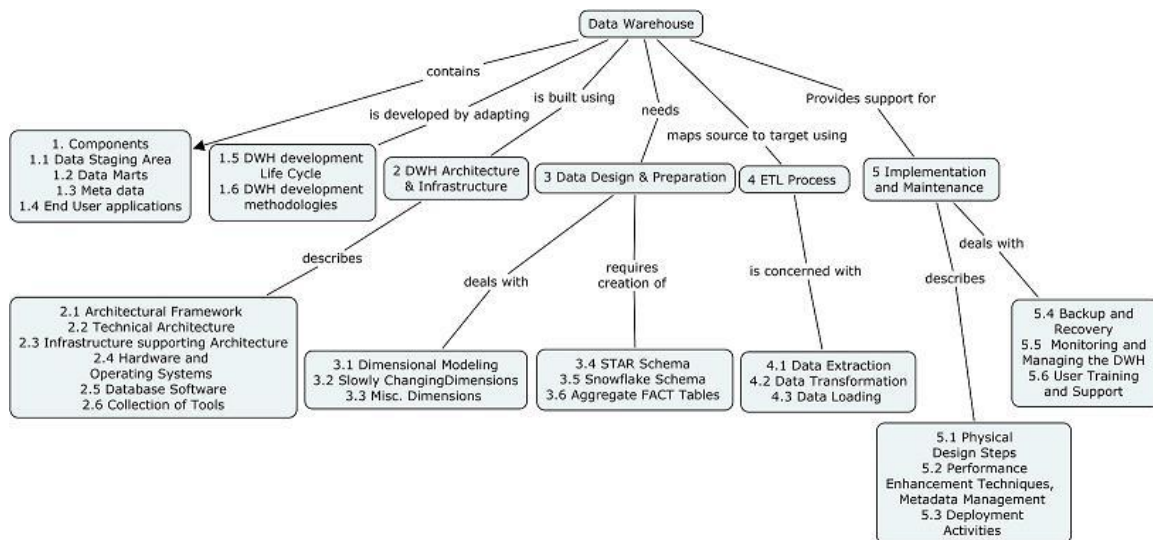 Data Warehouse
contains
is developed by adapting
is built using
needs
maps source to target using
Provides support for
1. Components
1.1 Data Staging Area
1.2 Data Marts
1.3 Meta data
1.4 End User applications
1.5 DWH development
Life Cycle
1.6 DWH development
methodologies
2 DWH Architecture
& Infrastructure
3 Data Design & Preparation
4 ETL Process
5 Implementation
and Maintenance
describes
deals with
requires
creation of
is concerned with
describes
deals with
2.1 Architectural Framework
2.2 Technical Architecture
2.3 Infrastructure supporting Architecture
2.4 Hardware and
Operating Systems
2.5 Database Software
2.6 Collection of Tools
3.1 Dimensional Modeling
3.2 Slowly ChangingDimensions
3.3 Misc. Dimensions
3.4 STAR Schema
3.5 Snowflake Schema
3.6 Aggregate FACT Tables
4.1 Data Extraction
4.2 Data Transformation
4.3 Data Loading
5.4 Backup and
Recovery
5.5 Monitoring and
Managing the DWH
5.6 User Training
and Support
5.1 Physical
Design Steps
5.2 Performance
Enhancement Techniques,
Metadata Management
5.3 Deployment
Activities